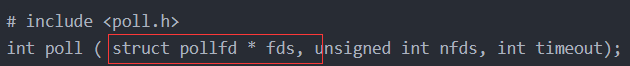 # include <poll.h>
int poll ( struct pollfd * fds, unsigned int nfds, int timeout);